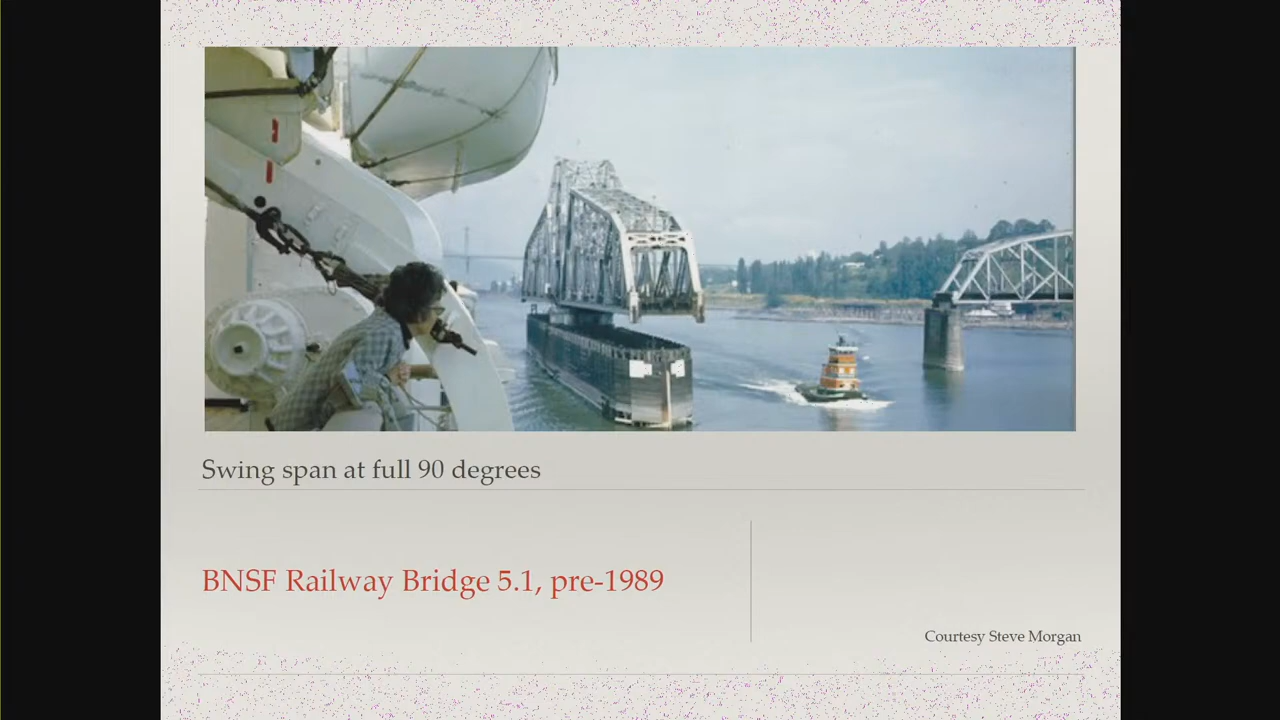 Swing span at full 90 degrees
BNSF Railway Bridge 5.1, pre-1989
Courtesy Steve Morgan